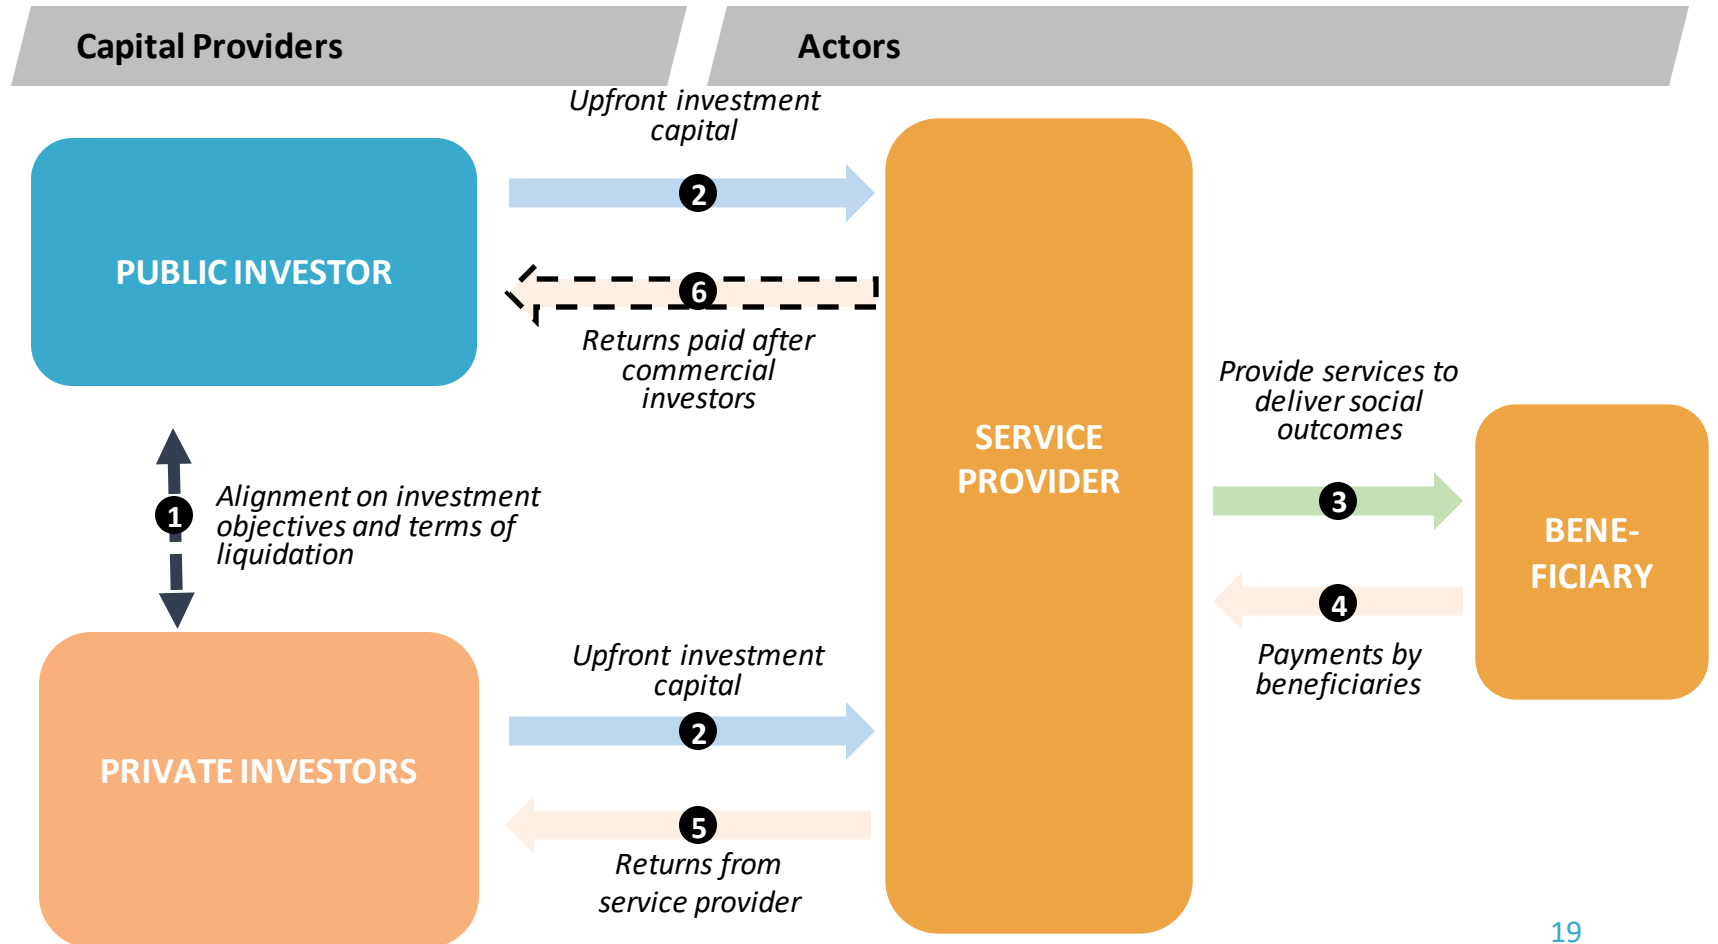 Capital Providers
Actors
Upfront investment
capital
2
PUBLIC INVESTOR
6
Returns paid after
commercial
investors
1
Alignment on investment
objectives and terms of
liquidation
PRIVATE INVESTORS
Upfront investment
capital
2
5
Returns from
service provider
SERVICE
PROVIDER
Provide services to
deliver social
outcomes
3
4
Payments by
beneficiaries
BENE-
FICIARY
19